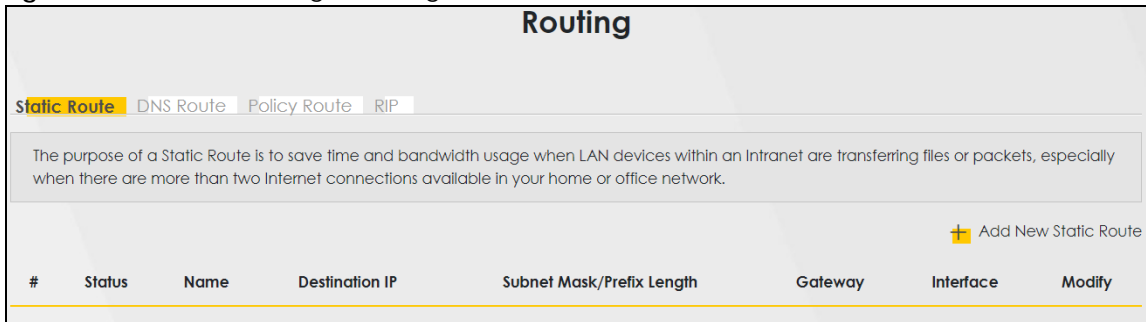 Routing
Static Route DNS Route Policy Route RIP
The purpose of a Static Route is to save time and bandwidth usage when LAN devices within an Intranet are transferring files or packets, especially
when there are more than two Internet connections available in your home or office network.
+ Add New Static Route
# Status Name Destination IP Subnet Mask/Prefix Length Gateway Interface Modify